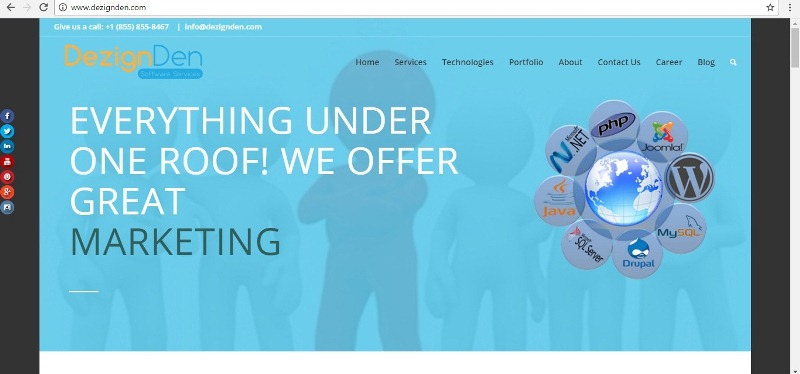 www.dezignden.com
Give us a call: +1 (855) 855-8467 | info@dezignden.com
DezignDen
Software Services
Home Services Technologies Portfolio About Contact Us Career Blog
EVERYTHING UNDER
ONE ROOF! WE OFFER
GREAT
MARKETING
Microsoft
.NET
php
Joomla!
Java
W
SQL Server
MySQL
Drupal